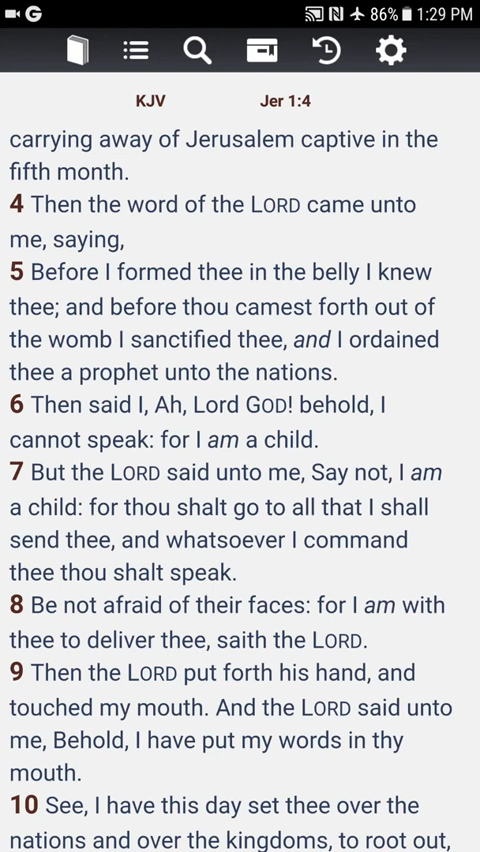 G 86% 1:29 PM
KJV Jer 1:4
carrying away of Jerusalem captive in the
fifth month.
4 Then the word of the LORD came unto
me, saying,
5 Before I formed thee in the belly I knew
thee; and before thou camest forth out of
the womb I sanctified thee, and I ordained
thee a prophet unto the nations.
6 Then said I, Ah, Lord GOD! behold, I
cannot speak: for I am a child.
7 But the LORD said unto me, Say not, I am
a child: for thou shalt go to all that I shall
send thee, and whatsoever I command
thee thou shalt speak.
8 Be not afraid of their faces: for I am with
thee to deliver thee, saith the LORD.
9 Then the LORD put forth his hand, and
touched my mouth. And the LORD said unto
me, Behold, I have put my words in thy
mouth.
10 See, I have this day set thee over the
nations and over the kingdoms, to root out,